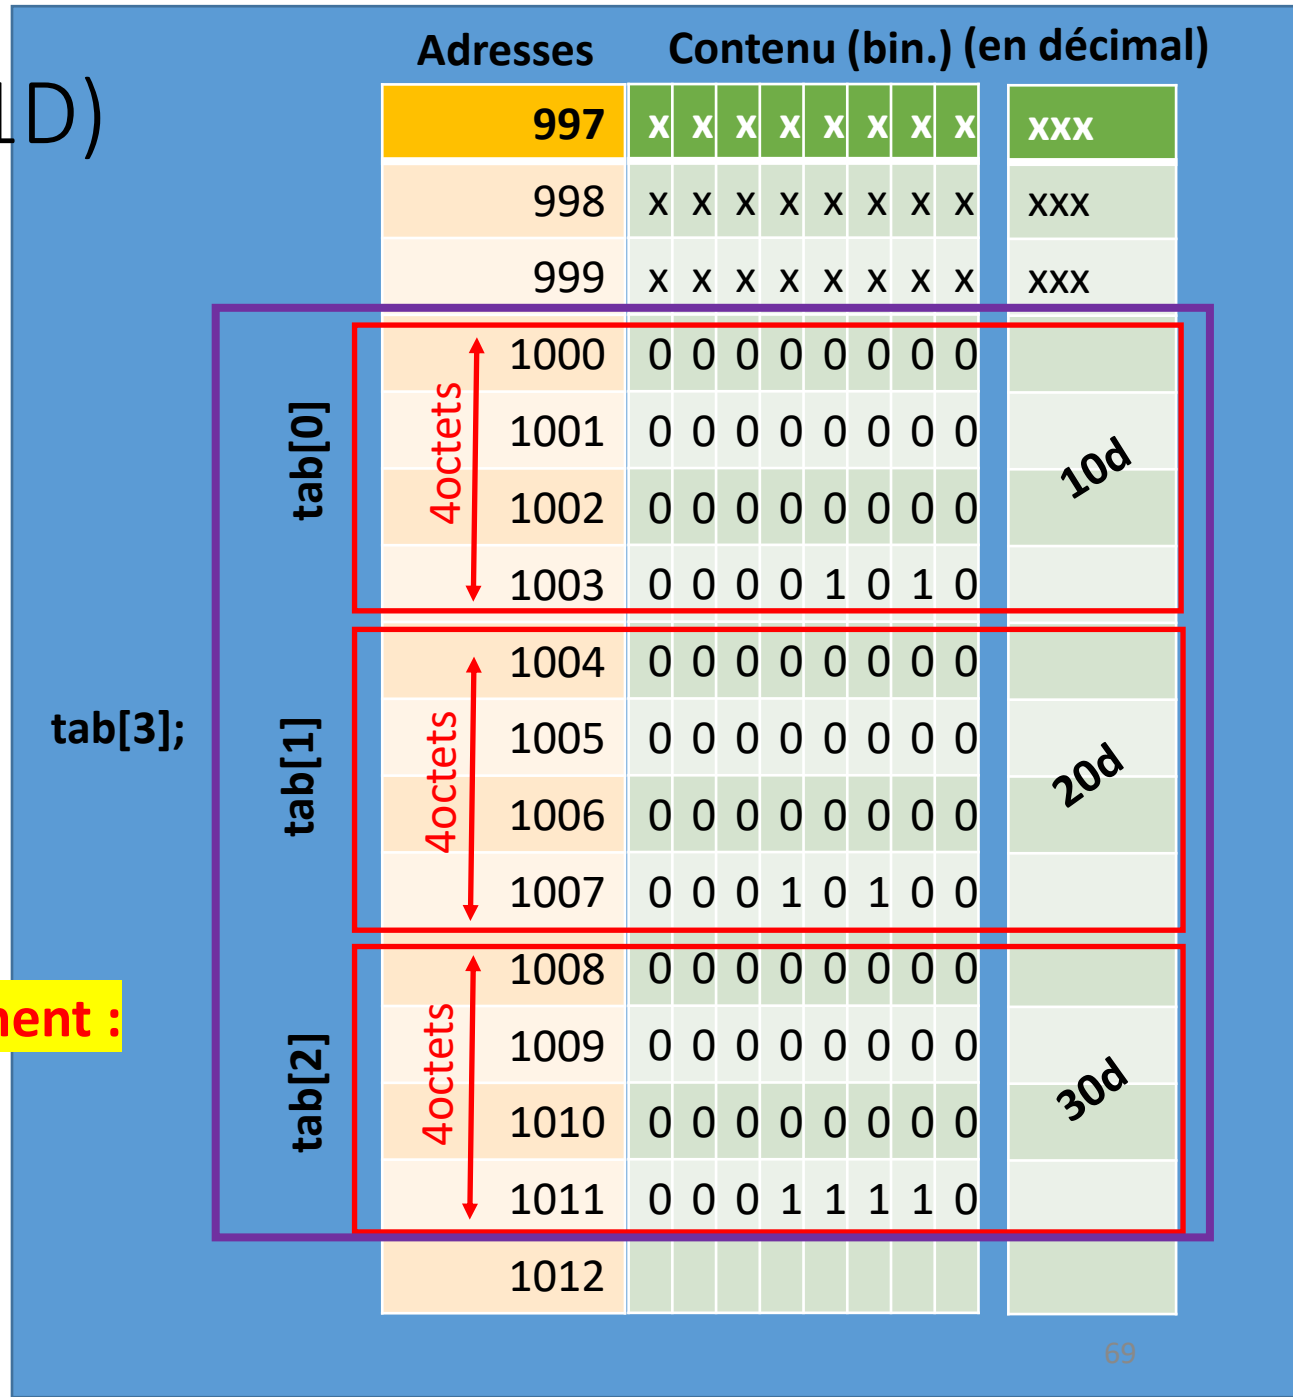 1D)
Adresses Contenu (bin.) (en décimal)
997 x x x x x x x x xxx
998 x x x x x x x x xxx
999 x x x x x x x x xxx
1000 0 0 0 0 0 0 0 0
1001 0 0 0 0 0 0 0 0
1002 0 0 0 0 0 0 0 0
1003 0 0 0 0 1 0 1 0
tab[0]
4octets
10d
1004 0 0 0 0 0 0 0 0
1005 0 0 0 0 0 0 0 0
1006 0 0 0 0 0 0 0 0
1007 0 0 0 1 0 1 0 0
tab[3];
tab[1]
4octets
20d
1008 0 0 0 0 0 0 0 0
1009 0 0 0 0 0 0 0 0
1010 0 0 0 0 0 0 0 0
1011 0 0 0 1 1 1 1 0
ment :
tab[2]
4octets
30d
1012
69